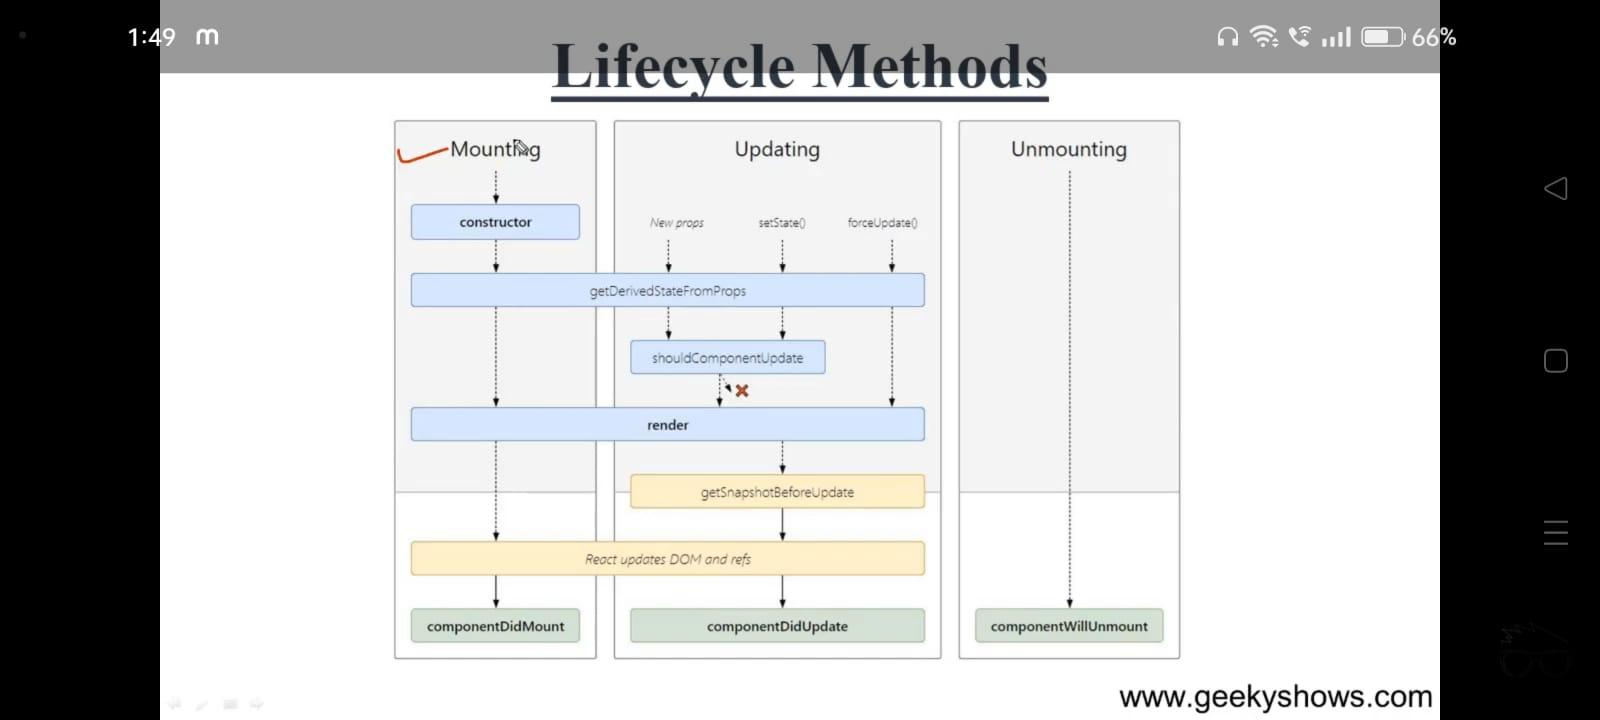 1:49 m 66%
Lifecycle Methods
Mounting Updating Unmounting
constructor New props setState() forceUpdate()
getDerivedStateFromProps
shouldComponentUpdate
render
getSnapshotBeforeUpdate
React updates DOM and refs
componentDidMount componentDidUpdate componentWillUnmount
www.geekyshows.com